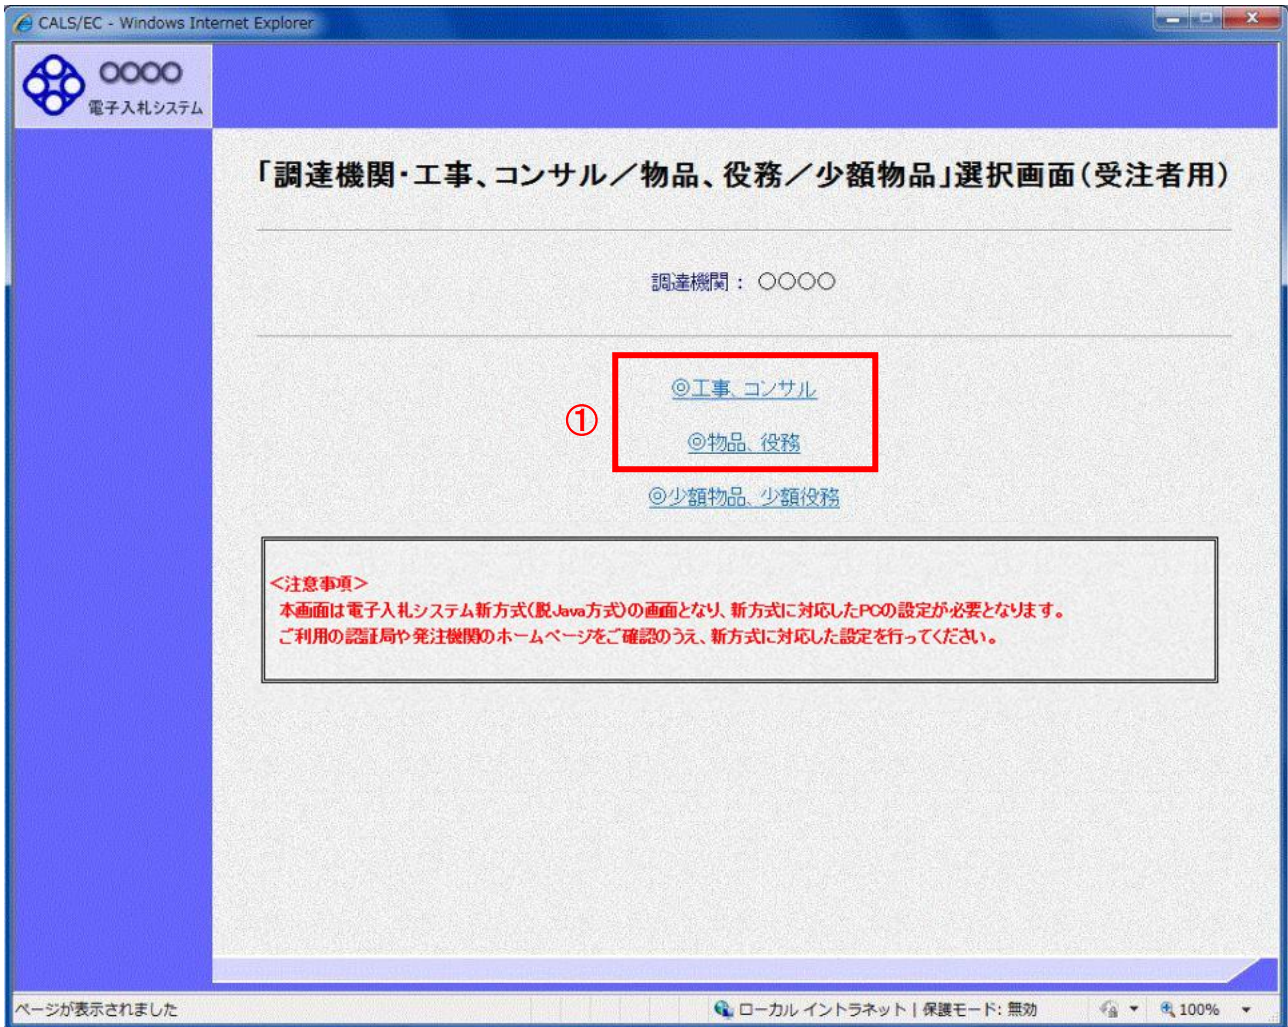 CALS/EC - Windows Internet Explorer
○○○○
電子入札システム
「調達機関・工事、コンサル／物品、役務／少額物品」選択画面(受注者用)
調達機関： ○○○○
◎工事、コンサル
①
◎物品、役務
◎少額物品、少額役務
＜注意事項＞
本画面は電子入札システム新方式(脱Java方式)の画面となり、新方式に対応したPCの設定が必要となります。
ご利用の認証局や発注機関のホームページをご確認のうえ、新方式に対応した設定を行ってください。
ページが表示されました
ローカル イントラネット | 保護モード: 無効
100%